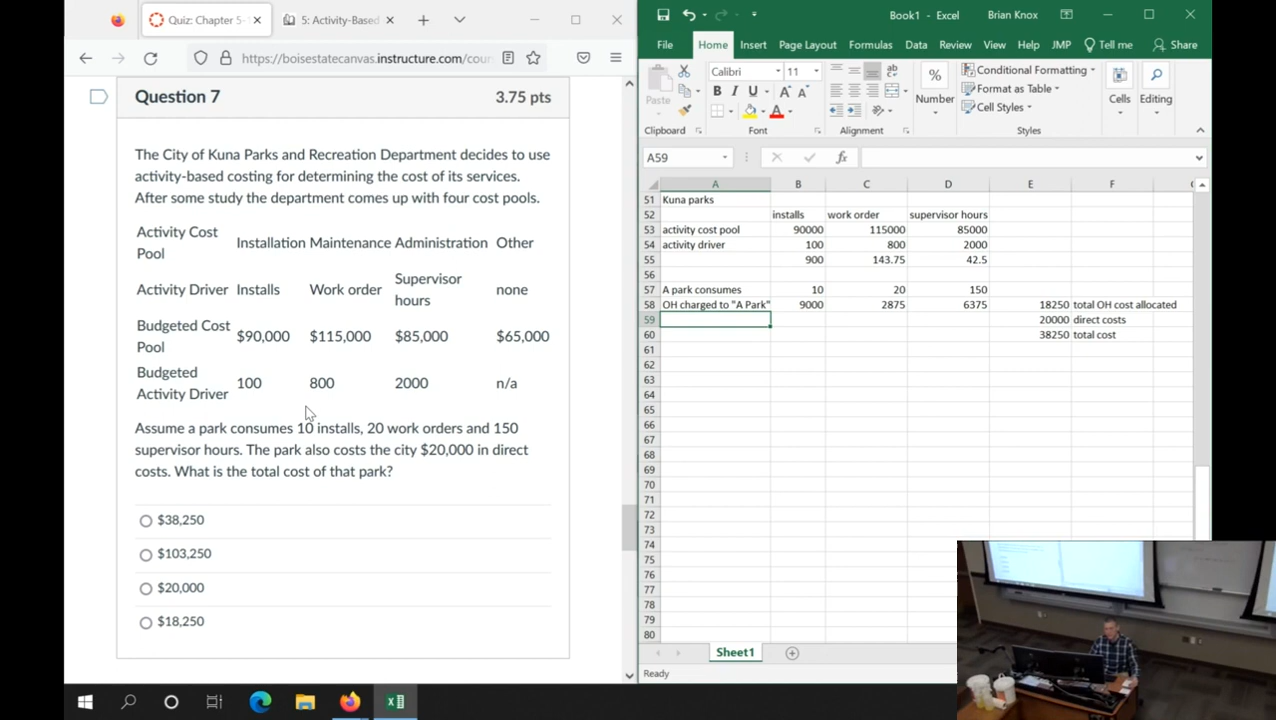 Quiz: Chapter 5-
5: Activity-Based
https://boisestatecanvas.instructure.com/cour
Question 7
3.75 pts
The City of Kuna Parks and Recreation Department decides to use
activity-based costing for determining the cost of its services.
After some study the department comes up with four cost pools.
Activity Cost Pool Installation Maintenance Administration Other
Activity Driver Installs Work order Supervisor hours none
Budgeted Cost Pool $90,000 $115,000 $85,000 $65,000
Budgeted Activity Driver 100 800 2000 n/a
Assume a park consumes 10 installs, 20 work orders and 150
supervisor hours. The park also costs the city $20,000 in direct
costs. What is the total cost of that park?
$38,250
$103,250
$20,000
$18,250
Book1 - Excel
Brian Knox
File Home Insert Page Layout Formulas Data Review View Help JMP Tell me Share
Paste
Calibri 11
B I U
Number
Conditional Formatting
Format as Table
Cell Styles
Cells
Editing
Clipboard Font Alignment Styles
A59
fx
A B C D E F
51 Kuna parks
52 installs work order supervisor hours
53 activity cost pool 90000 115000 85000
54 activity driver 100 800 2000
55 900 143.75 42.5
56
57 A park consumes 10 20 150
58 OH charged to "A Park" 9000 2875 6375 18250 total OH cost allocated
59 20000 direct costs
60 38250 total cost
61
62
63
64
65
66
67
68
69
70
71
72
73
74
75
76
77
78
79
80
Sheet1
Ready